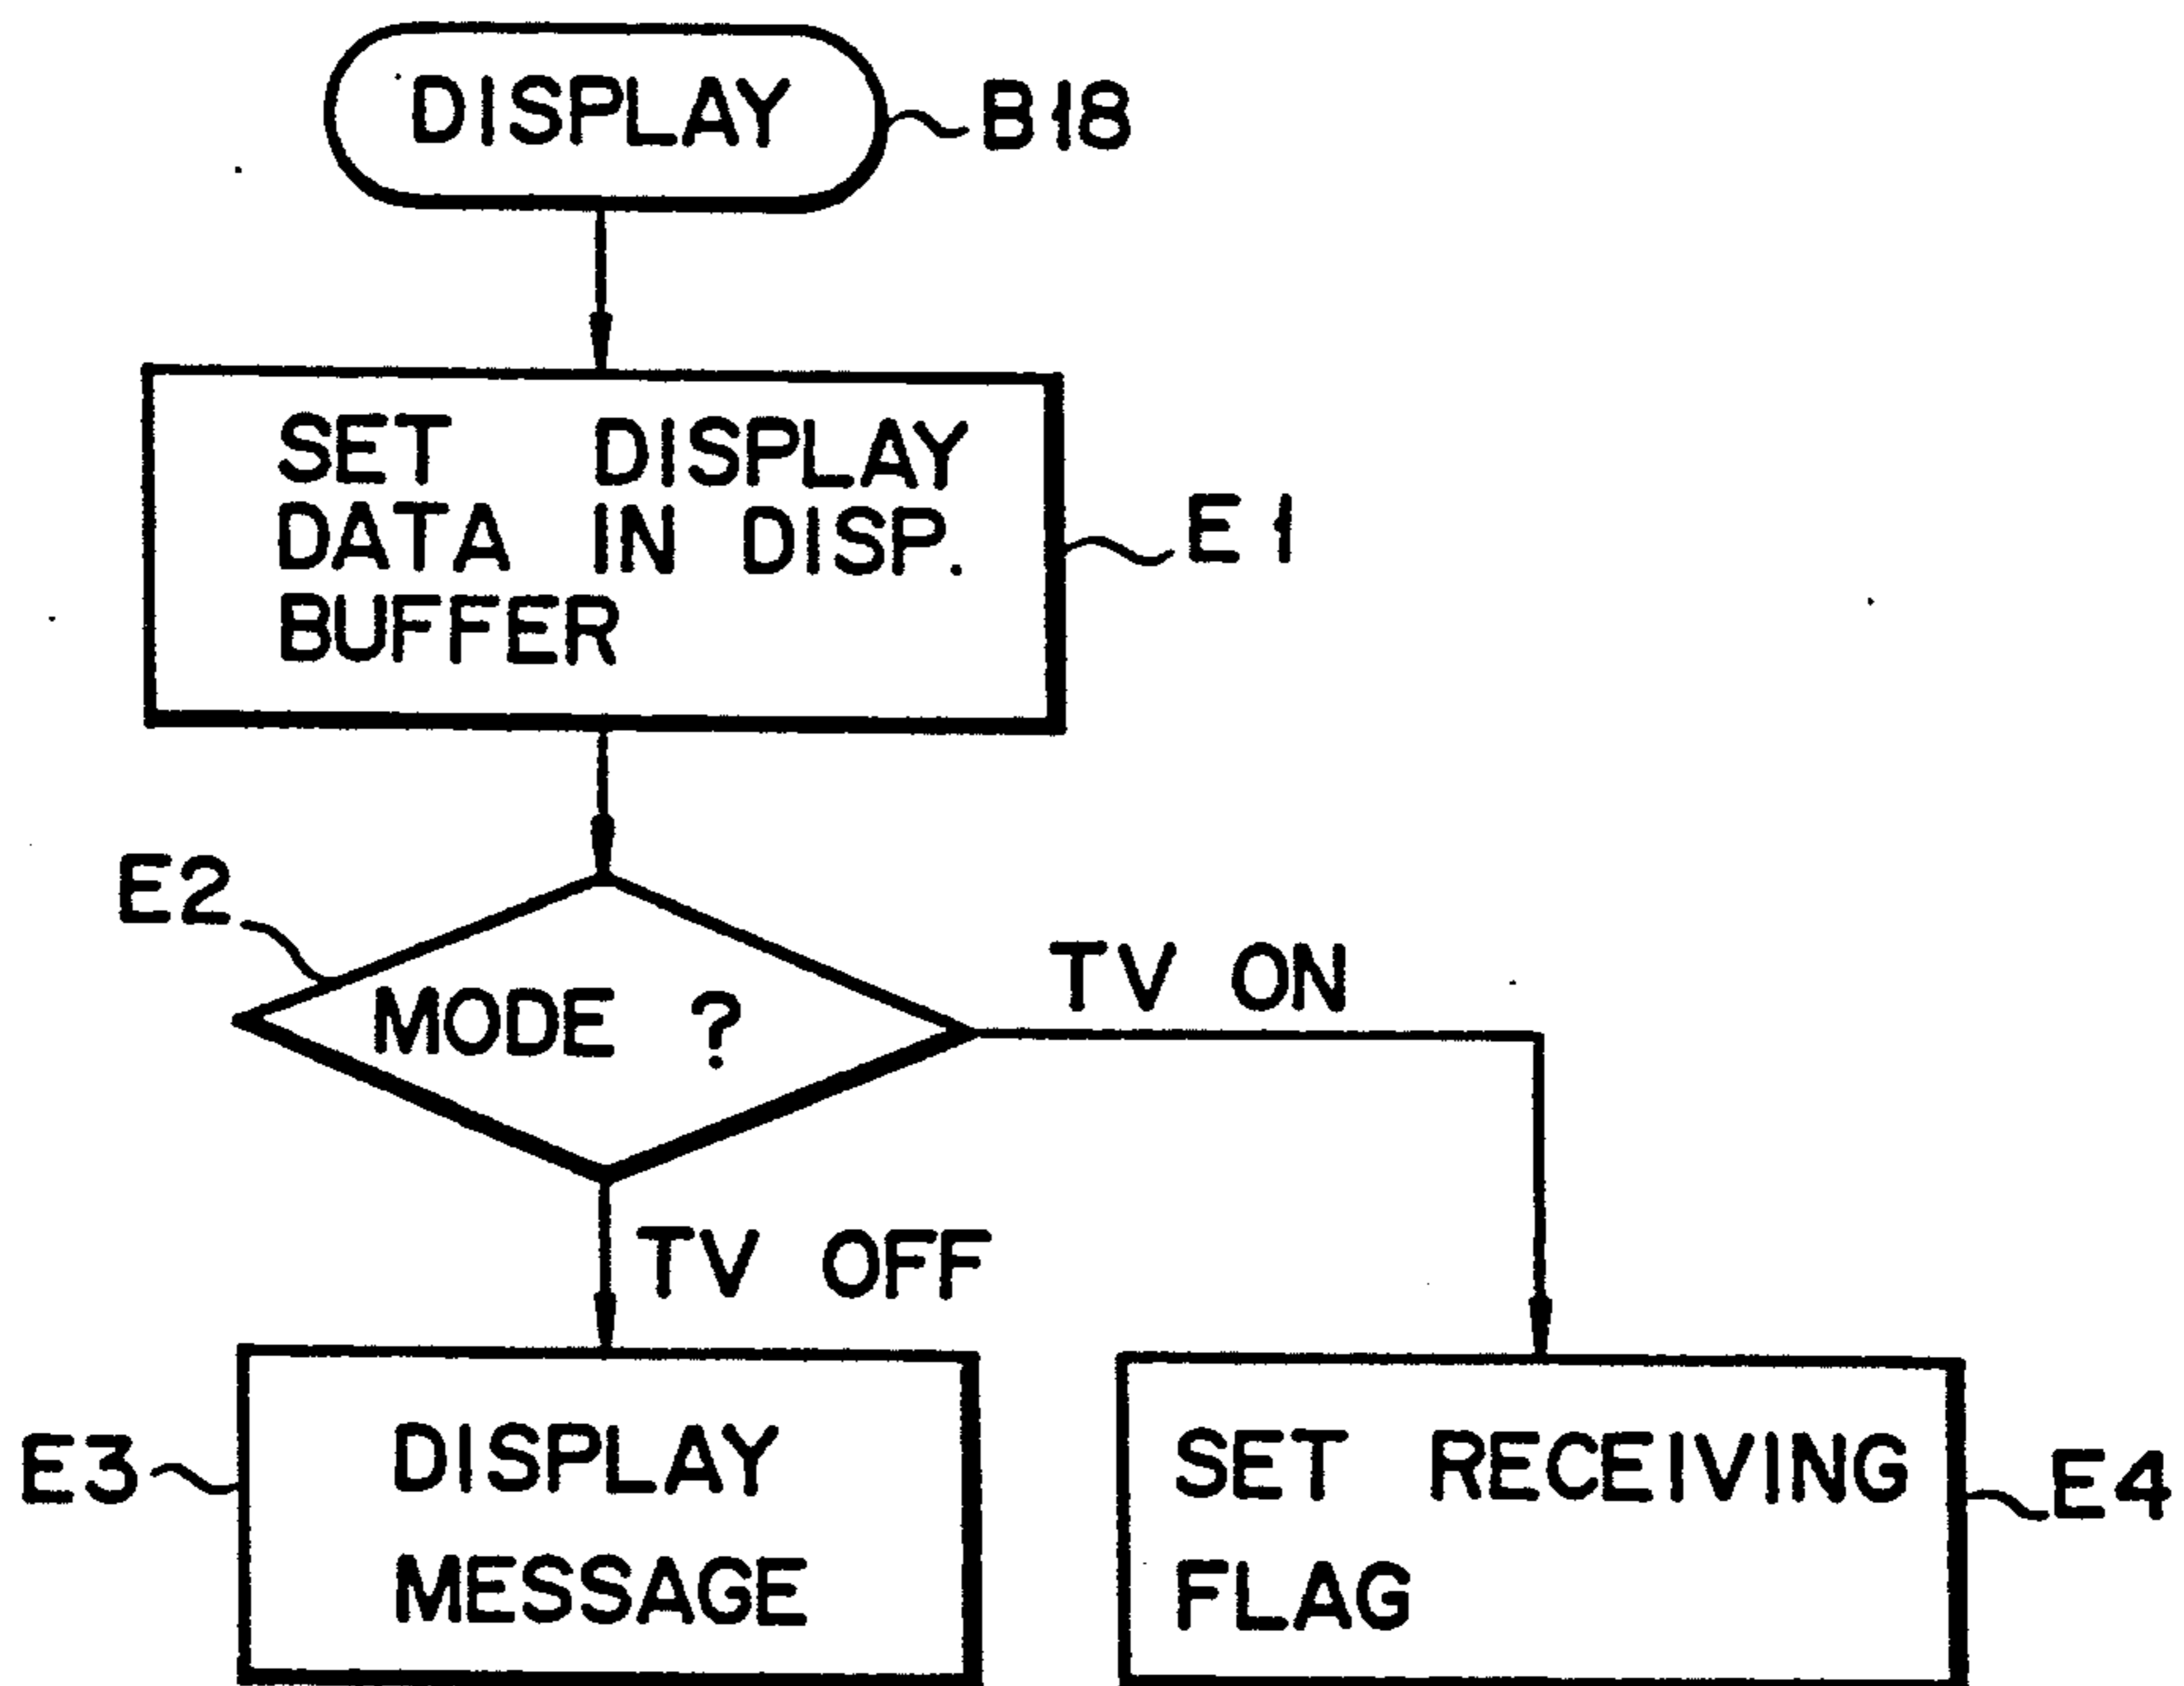 DISPLAY
B18
SET DISPLAY
DATA IN DISP.
BUFFER
E1
E2
MODE ?
TV ON
TV OFF
E3
DISPLAY
MESSAGE
SET RECEIVING
FLAG
E4